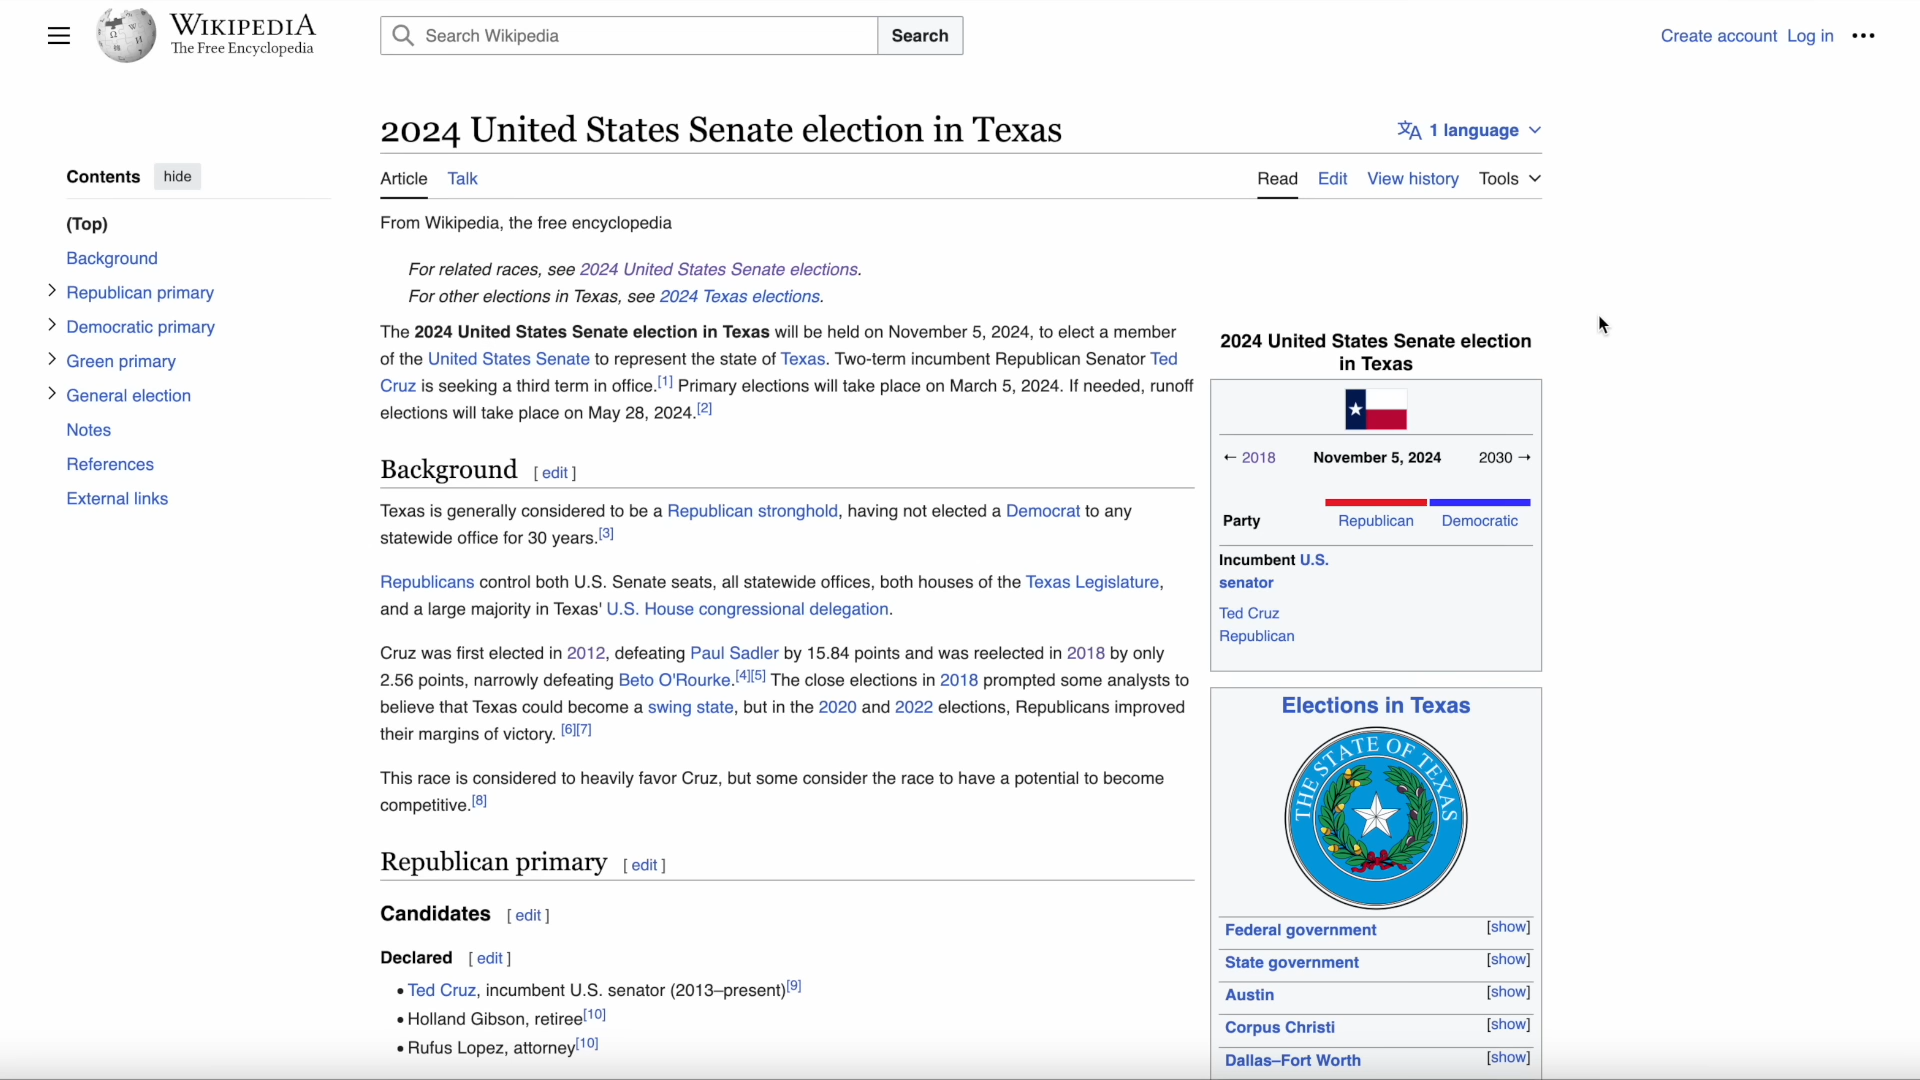 WIKIPEDIA
The Free Encyclopedia
Search Wikipedia
Search
Create account Log in
2024 United States Senate election in Texas
1 language
Contents hide
Article Talk
Read Edit View history Tools
(Top)
Background
Republican primary
Democratic primary
Green primary
General election
Notes
References
External links
From Wikipedia, the free encyclopedia
For related races, see 2024 United States Senate elections.
For other elections in Texas, see 2024 Texas elections.
The 2024 United States Senate election in Texas will be held on November 5, 2024, to elect a member
of the United States Senate to represent the state of Texas. Two-term incumbent Republican Senator Ted
Cruz is seeking a third term in office.[1] Primary elections will take place on March 5, 2024. If needed, runoff
elections will take place on May 28, 2024.[2]
Background [ edit ]
Texas is generally considered to be a Republican stronghold, having not elected a Democrat to any
statewide office for 30 years.[3]
Republicans control both U.S. Senate seats, all statewide offices, both houses of the Texas Legislature,
and a large majority in Texas' U.S. House congressional delegation.
Cruz was first elected in 2012, defeating Paul Sadler by 15.84 points and was reelected in 2018 by only
2.56 points, narrowly defeating Beto O'Rourke.[4][5] The close elections in 2018 prompted some analysts to
believe that Texas could become a swing state, but in the 2020 and 2022 elections, Republicans improved
their margins of victory. [6][7]
This race is considered to heavily favor Cruz, but some consider the race to have a potential to become
competitive.[8]
Republican primary [ edit ]
Candidates [ edit ]
Declared [ edit ]
• Ted Cruz, incumbent U.S. senator (2013–present)[9]
• Holland Gibson, retiree[10]
• Rufus Lopez, attorney[10]
2024 United States Senate election
in Texas
← 2018 November 5, 2024 2030 →
Party Republican Democratic
Incumbent U.S.
senator
Ted Cruz
Republican
Elections in Texas
THE STATE OF TEXAS
Federal government [show]
State government [show]
Austin [show]
Corpus Christi [show]
Dallas–Fort Worth [show]